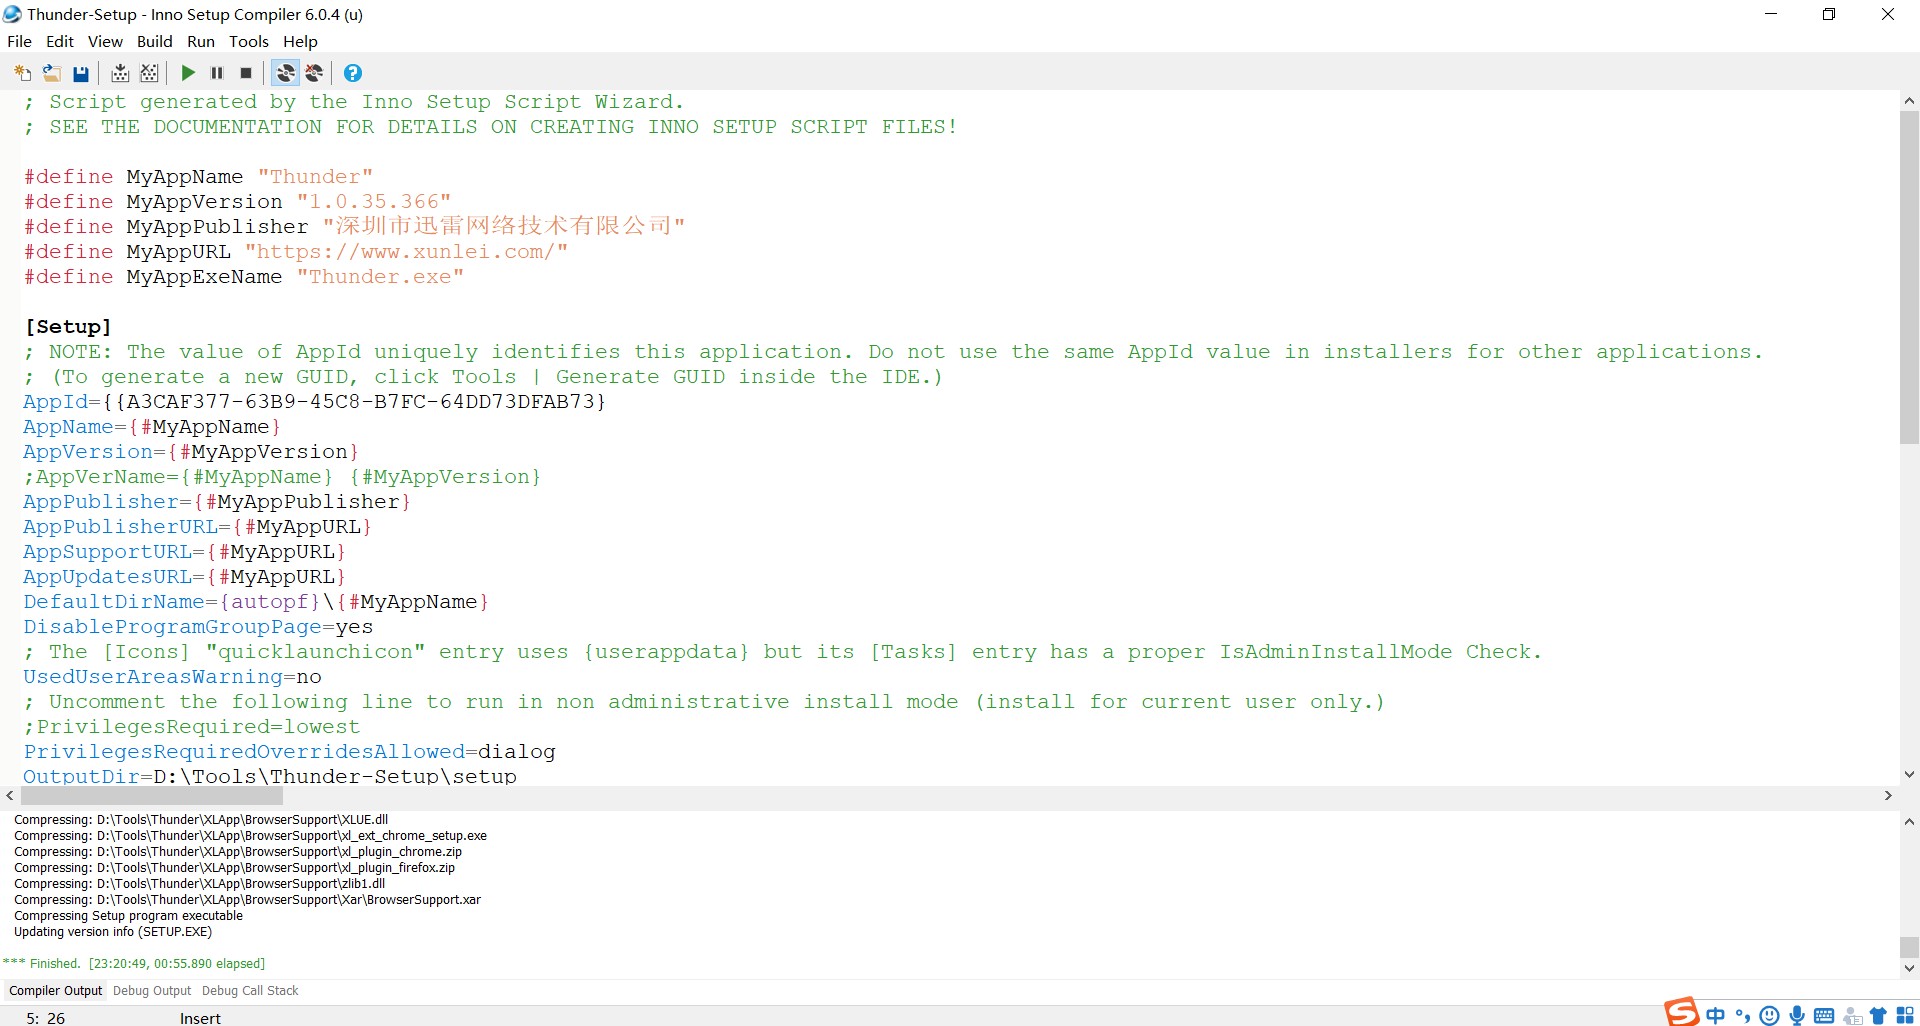 Thunder-Setup - Inno Setup Compiler 6.0.4 (u)
File Edit View Build Run Tools Help
; Script generated by the Inno Setup Script Wizard.
; SEE THE DOCUMENTATION FOR DETAILS ON CREATING INNO SETUP SCRIPT FILES!
#define MyAppName "Thunder"
#define MyAppVersion "1.0.35.366"
#define MyAppPublisher "深圳市迅雷网络技术有限公司"
#define MyAppURL "https://www.xunlei.com/"
#define MyAppExeName "Thunder.exe"
[Setup]
; NOTE: The value of AppId uniquely identifies this application. Do not use the same AppId value in installers for other applications.
; (To generate a new GUID, click Tools | Generate GUID inside the IDE.)
AppId={{A3CAF377-63B9-45C8-B7FC-64DD73DFAB73}
AppName={#MyAppName}
AppVersion={#MyAppVersion}
;AppVerName={#MyAppName} {#MyAppVersion}
AppPublisher={#MyAppPublisher}
AppPublisherURL={#MyAppURL}
AppSupportURL={#MyAppURL}
AppUpdatesURL={#MyAppURL}
DefaultDirName={autopf}\{#MyAppName}
DisableProgramGroupPage=yes
; The [Icons] "quicklaunchicon" entry uses {userappdata} but its [Tasks] entry has a proper IsAdminInstallMode Check.
UsedUserAreasWarning=no
; Uncomment the following line to run in non administrative install mode (install for current user only.)
;PrivilegesRequired=lowest
PrivilegesRequiredOverridesAllowed=dialog
OutputDir=D:\Tools\Thunder-Setup\setup
Compressing: D:\Tools\Thunder\XLApp\BrowserSupport\XLUE.dll
Compressing: D:\Tools\Thunder\XLApp\BrowserSupport\xl_ext_chrome_setup.exe
Compressing: D:\Tools\Thunder\XLApp\BrowserSupport\xl_plugin_chrome.zip
Compressing: D:\Tools\Thunder\XLApp\BrowserSupport\xl_plugin_firefox.zip
Compressing: D:\Tools\Thunder\XLApp\BrowserSupport\zlib1.dll
Compressing: D:\Tools\Thunder\XLApp\BrowserSupport\Xar\BrowserSupport.xar
Compressing Setup program executable
Updating version info (SETUP.EXE)
*** Finished. [23:20:49, 00:55.890 elapsed]
Compiler Output Debug Output Debug Call Stack
5: 26 Insert
S 中